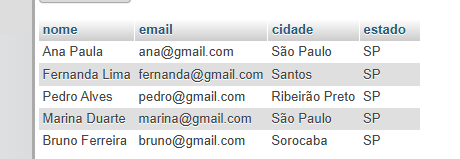 nome email cidade estado
Ana Paula ana@gmail.com São Paulo SP
Fernanda Lima fernanda@gmail.com Santos SP
Pedro Alves pedro@gmail.com Ribeirão Preto SP
Marina Duarte marina@gmail.com São Paulo SP
Bruno Ferreira bruno@gmail.com Sorocaba SP